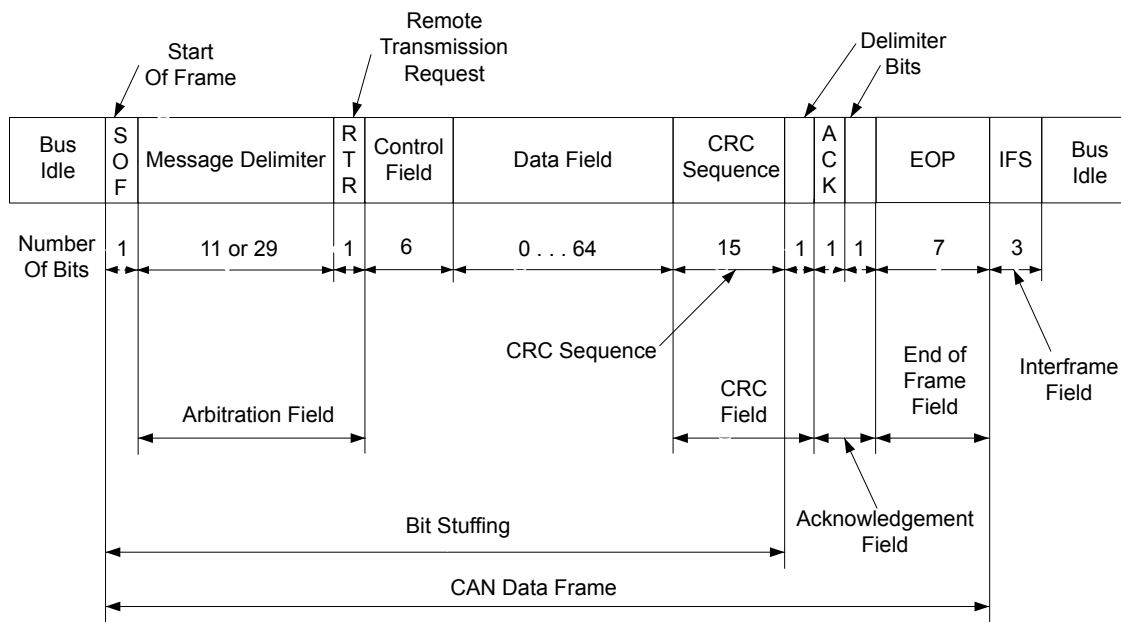 Start
Of Frame
Remote
Transmission
Request
Delimiter
Bits
Bus
Idle
S
O
F
Message Delimiter
R
T
R
Control
Field
Data Field
CRC
Sequence
A
C
K
EOP
IFS
Bus
Idle
Number
Of Bits
1
11 or 29
1
6
0 . . . 64
15
1
1
1
7
3
CRC Sequence
End of
Frame
Field
Interframe
Field
Arbitration Field
CRC
Field
Bit Stuffing
Acknowledgement
Field
CAN Data Frame